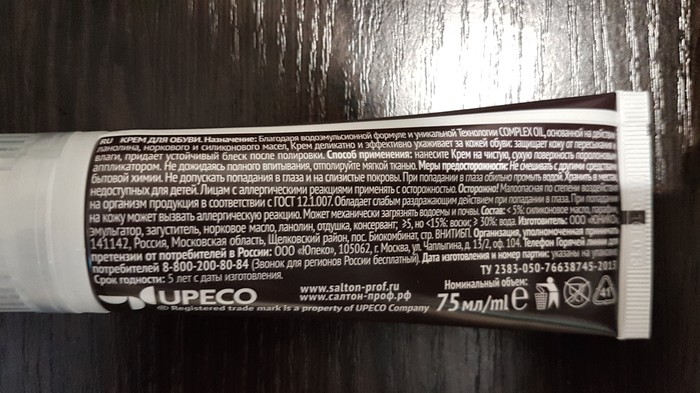 RU КРЕМ ДЛЯ ОБУВИ. Назначение: Благодаря водоэмульсионной формуле и уникальной Технологии COMPLEX OIL, основанной на действии
ланолина, норкового и силиконового масел, Крем деликатно и эффективно ухаживает за кожей обуви: защищает кожу от пересыхания и
влаги, придает устойчивый блеск после полировки. Способ применения: нанесите Крем на чистую, сухую поверхность поролоновым
аппликатором. Не дожидаясь полного впитывания, отполируйте мягкой тканью. Меры предосторожности: Не смешивать с другими
бытовой химии. Не допускать попадания в глаза и на слизистые покровы. При попадании в глаза обильно промыть водой. Хранить в местах,
недоступных для детей. Лицам с аллергическими реакциями применять с осторожностью. Осторожно! Малоопасная по степени воздействия
на организм продукция в соответствии с ГОСТ 12.1.007. Обладает слабым раздражающим действием при попадании в глаза. При попадании
на кожу может вызвать аллергическую реакцию. Может механически загрязнять водоемы и почвы. Состав: < 5%: силиконовое масло,
эмульгатор, загуститель, норковое масло, ланолин, отдушка, консервант; ≥5, но <15%: воски; ≥ 30%: вода. Изготовитель: ООО «ЮПЕКО»,
141142, Россия, Московская область, Щелковский район, пос. Биокомбинат, стр. ВНИТИБП. Организация, уполномоченная принимать
претензии от потребителей в России: ООО «Юпеко», 105062, г. Москва, ул. Чаплыгина, д. 13/2, оф. 104. Телефон Горячей линии для
потребителей 8-800-200-80-84 (Звонок для регионов России бесплатный). Дата изготовления и номер партии: указаны на упаковке.
Срок годности: 5 лет с даты изготовления. ТУ 2383-050-76638745-2013
UPECO
www.salton-prof.ru
www.салтон-проф.рф
Номинальный объем:
75 мл/ml e
41
® Registered trade mark is a property of UPECO Company